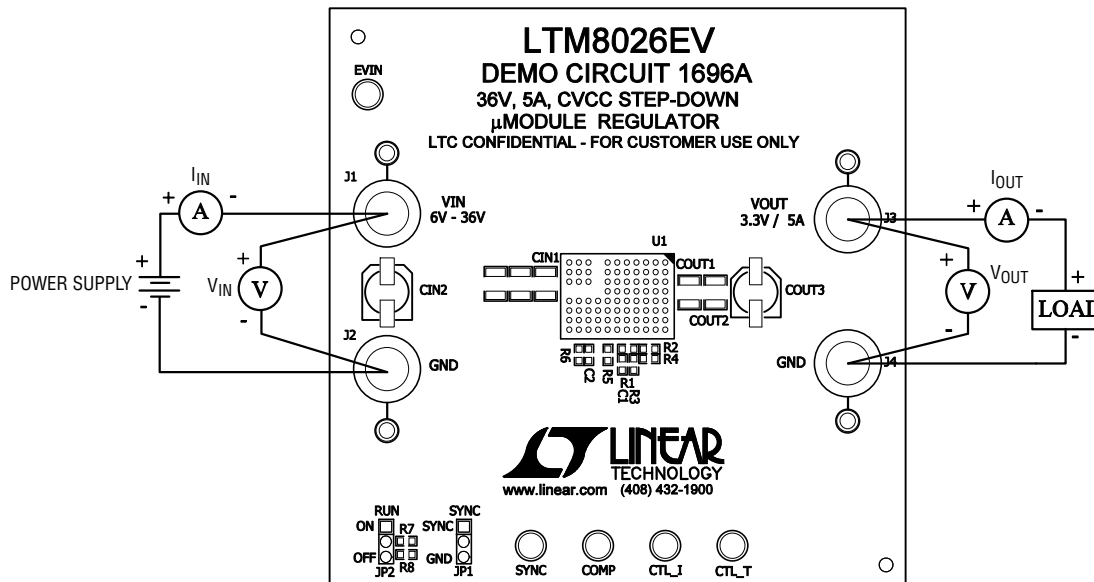 LTM8026EV
DEMO CIRCUIT 1696A
36V, 5A, CVCC STEP-DOWN
µMODULE REGULATOR
LTC CONFIDENTIAL - FOR CUSTOMER USE ONLY
EVIN
J1
VIN
6V - 36V
IIN
+ A -
POWER SUPPLY
+
-
VIN
+
V
-
J2
GND
CIN2
CIN1
U1
COUT1
COUT2
COUT3
R6
C2
R5
R2
R4
R1
C1
R3
VOUT
3.3V / 5A
J3
IOUT
+ A -
VOUT
+
V
-
+
LOAD
-
GND
J4
LT LINEAR
TECHNOLOGY
www.linear.com (408) 432-1900
RUN
ON
OFF
JP2
R7
R8
SYNC
SYNC
GND
JP1
SYNC
COMP
CTL_I
CTL_T